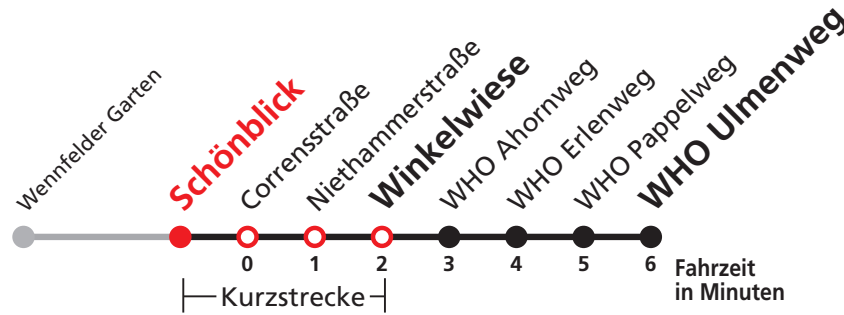 Wennfelder Garten
Schönblick
Corrensstraße
Niethammerstraße
Winkelwiese
WHO Ahornweg
WHO Erlenweg
WHO Pappelweg
WHO Ulmenweg
0 1 2 3 4 5 6 Fahrzeit
in Minuten
Kurzstrecke